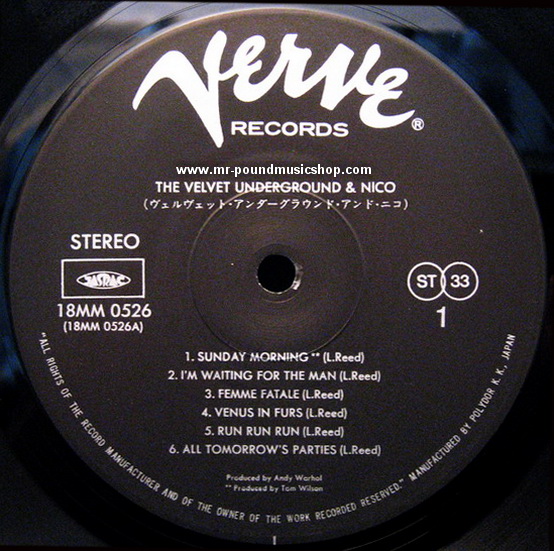 Verve®
RECORDS
www.mr-poundmusicshop.com
THE VELVET UNDERGROUND & NICO
(ヴェルヴェット・アンダーグラウンド・アンド・ニコ)
STEREO
JASRAC
18MM 0526
(18MM 0526A)
ST 33
1
1. SUNDAY MORNING ** (L.Reed)
2. I'M WAITING FOR THE MAN (L.Reed)
3. FEMME FATALE (L.Reed)
4. VENUS IN FURS (L.Reed)
5. RUN RUN RUN (L.Reed)
6. ALL TOMORROW'S PARTIES (L.Reed)
Produced by Andy Warhol
** Produced by Tom Wilson
"ALL RIGHTS OF THE RECORD MANUFACTURER AND OF THE OWNER OF THE WORK RECORDED RESERVED." MANUFACTURED BY POLYDOR K. K., JAPAN